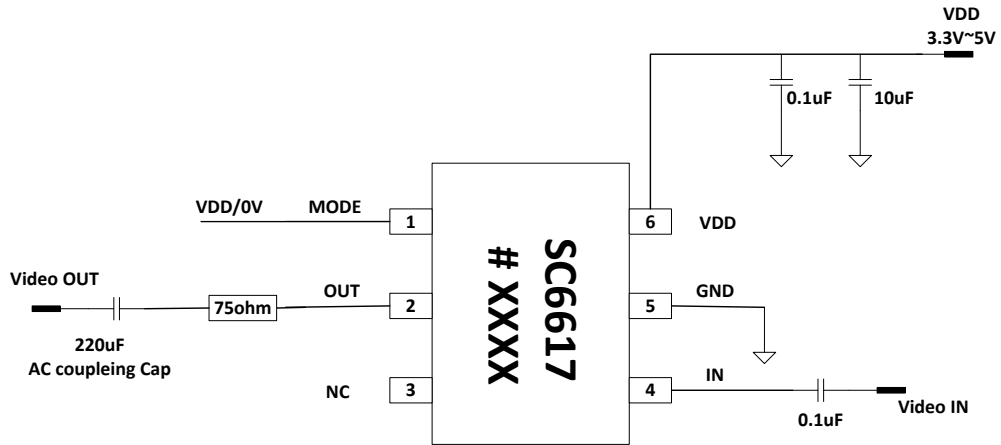 VDD
3.3V~5V
0.1uF
10uF
VDD/0V
MODE
1
6
VDD
SC6617
# XXXX
Video OUT
75ohm
OUT
2
5
GND
220uF
AC coupleing Cap
NC
3
4
IN
0.1uF
Video IN